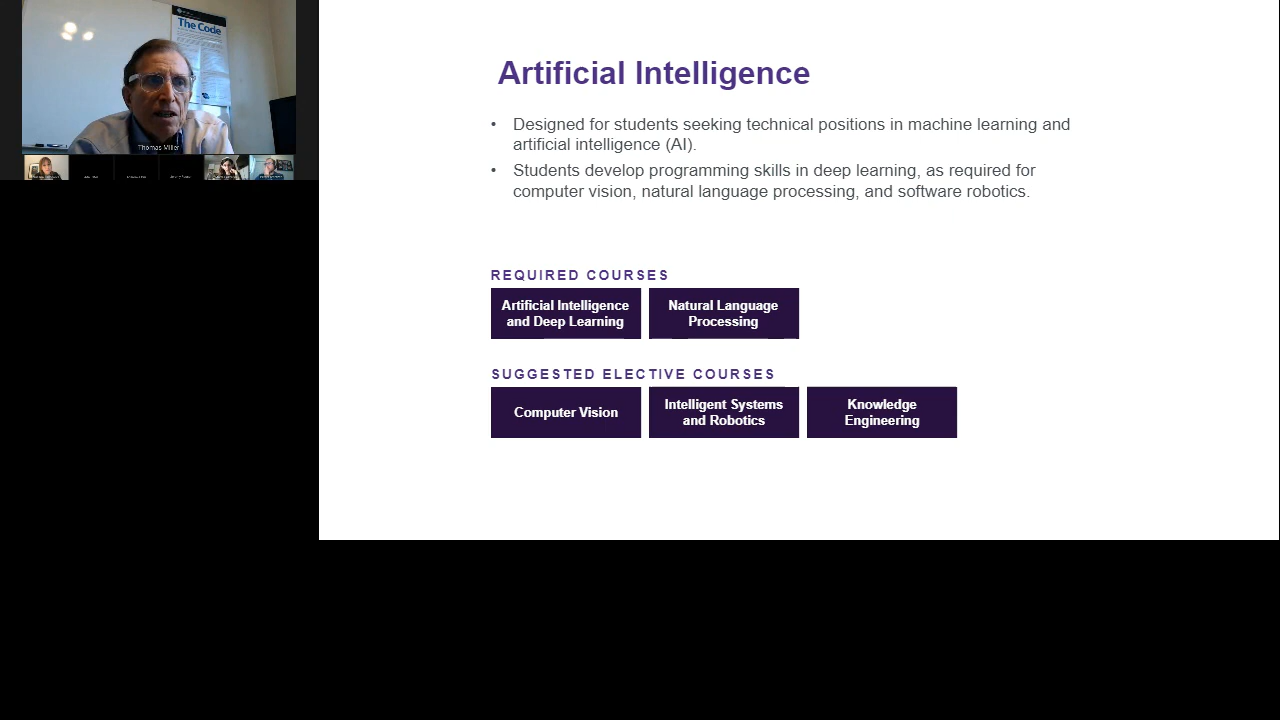 The Code
Thomas Miller
Artificial Intelligence
• Designed for students seeking technical positions in machine learning and
artificial intelligence (AI).
• Students develop programming skills in deep learning, as required for
computer vision, natural language processing, and software robotics.
REQUIRED COURSES
Artificial Intelligence
and Deep Learning
Natural Language
Processing
SUGGESTED ELECTIVE COURSES
Computer Vision
Intelligent Systems
and Robotics
Knowledge
Engineering